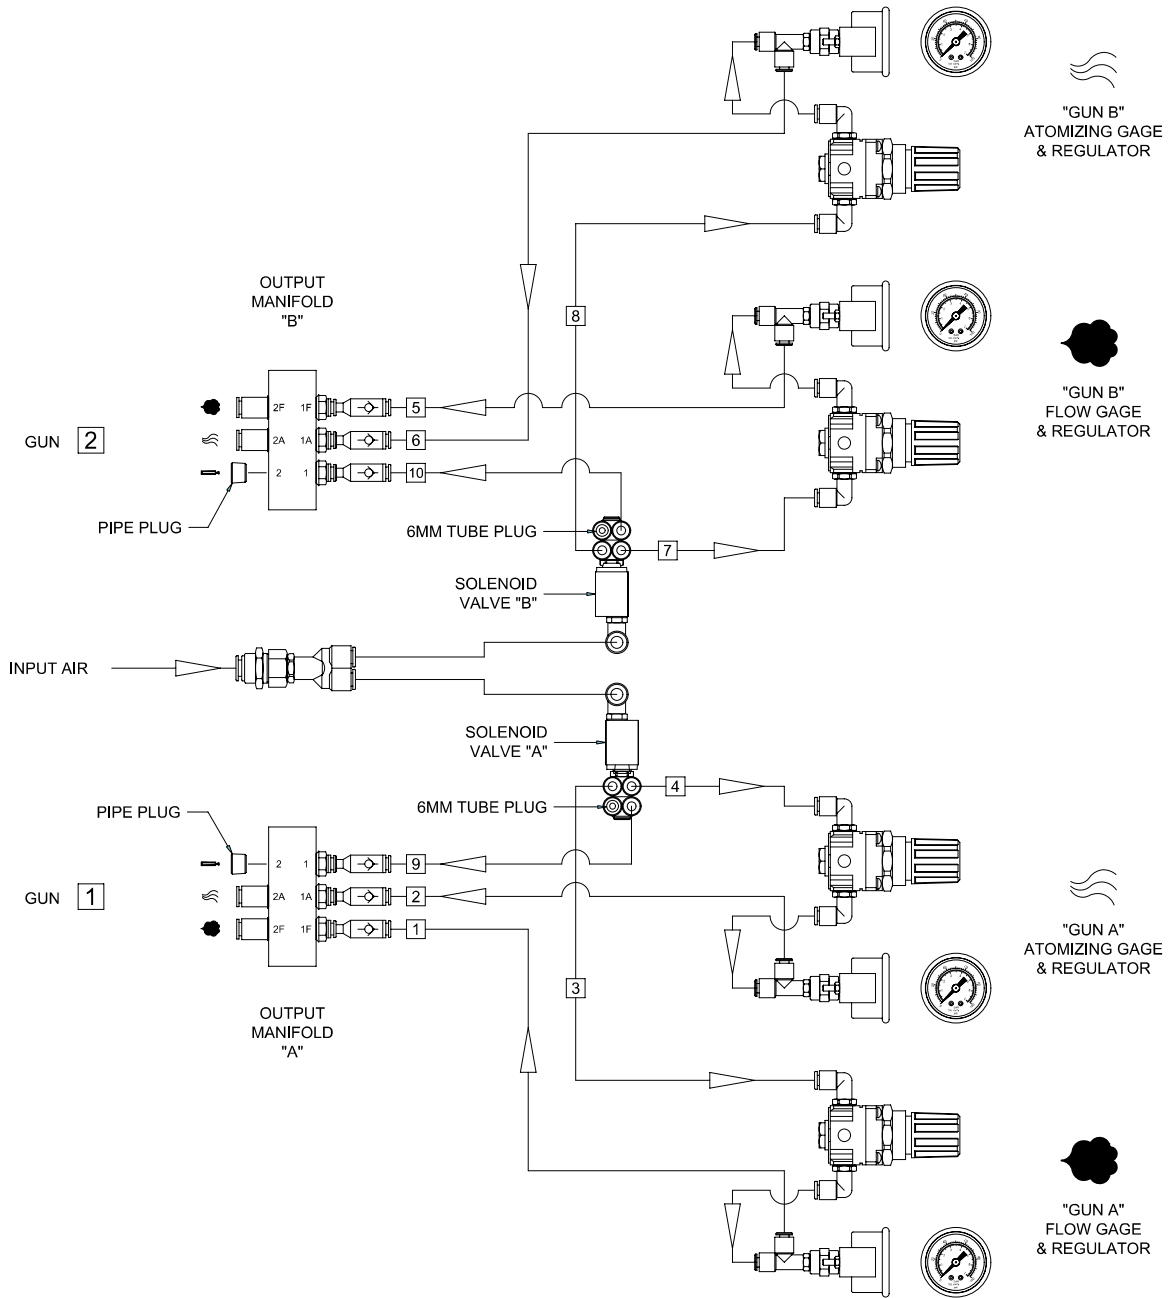 "GUN B"
ATOMIZING GAGE
& REGULATOR
OUTPUT
MANIFOLD
"B"
8
"GUN B"
FLOW GAGE
& REGULATOR
2F 1F
5
GUN 2
2A 1A
6
2 1
10
PIPE PLUG
6MM TUBE PLUG
7
SOLENOID
VALVE "B"
INPUT AIR
SOLENOID
VALVE "A"
4
PIPE PLUG
6MM TUBE PLUG
2 1
9
GUN 1
2A 1A
2
2F 1F
1
"GUN A"
ATOMIZING GAGE
& REGULATOR
3
OUTPUT
MANIFOLD
"A"
"GUN A"
FLOW GAGE
& REGULATOR